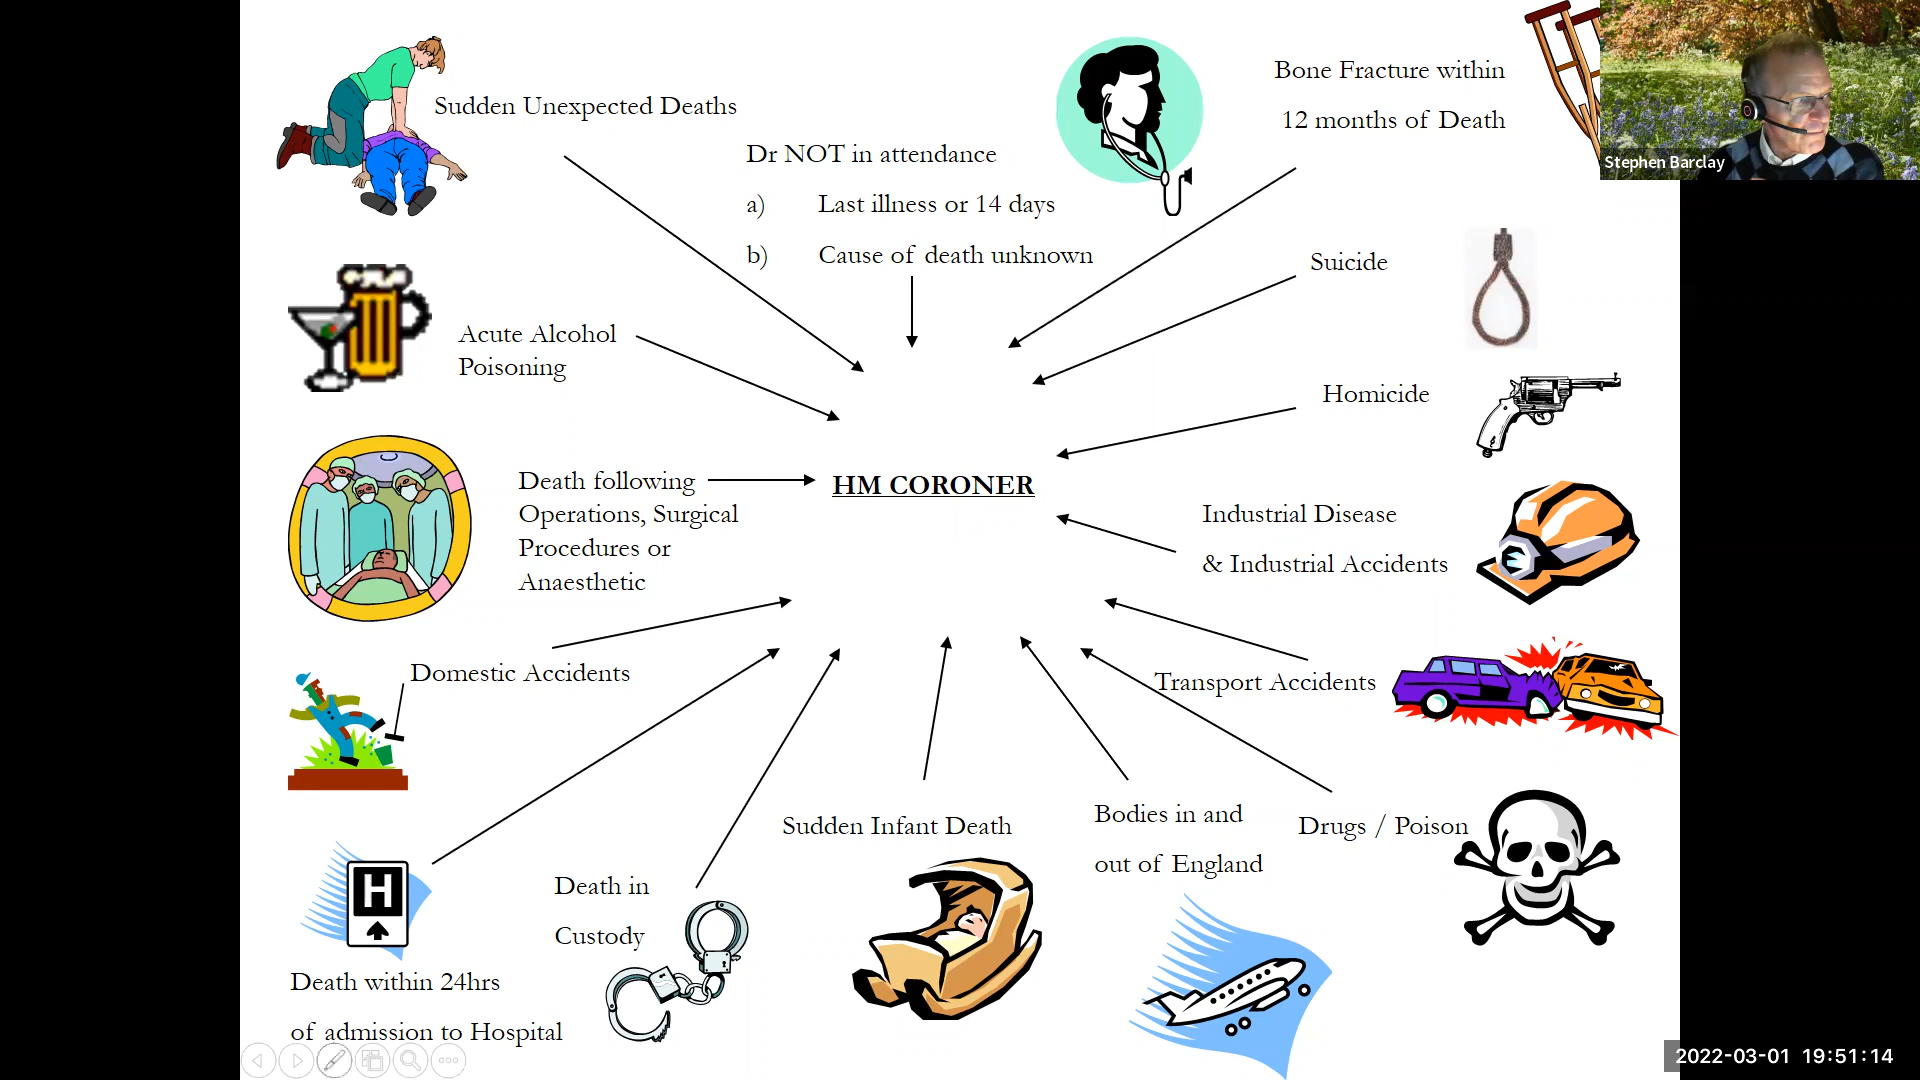 Sudden Unexpected Deaths
Dr NOT in attendance
a) Last illness or 14 days
b) Cause of death unknown
Bone Fracture within
12 months of Death
Stephen Barclay
Suicide
Acute Alcohol
Poisoning
Homicide
Death following
Operations, Surgical
Procedures or
Anaesthetic
HM CORONER
Industrial Disease
& Industrial Accidents
Domestic Accidents
Transport Accidents
Sudden Infant Death
Bodies in and
out of England
Drugs / Poison
H
Death in
Custody
Death within 24hrs
of admission to Hospital
2022-03-01 19:51:14